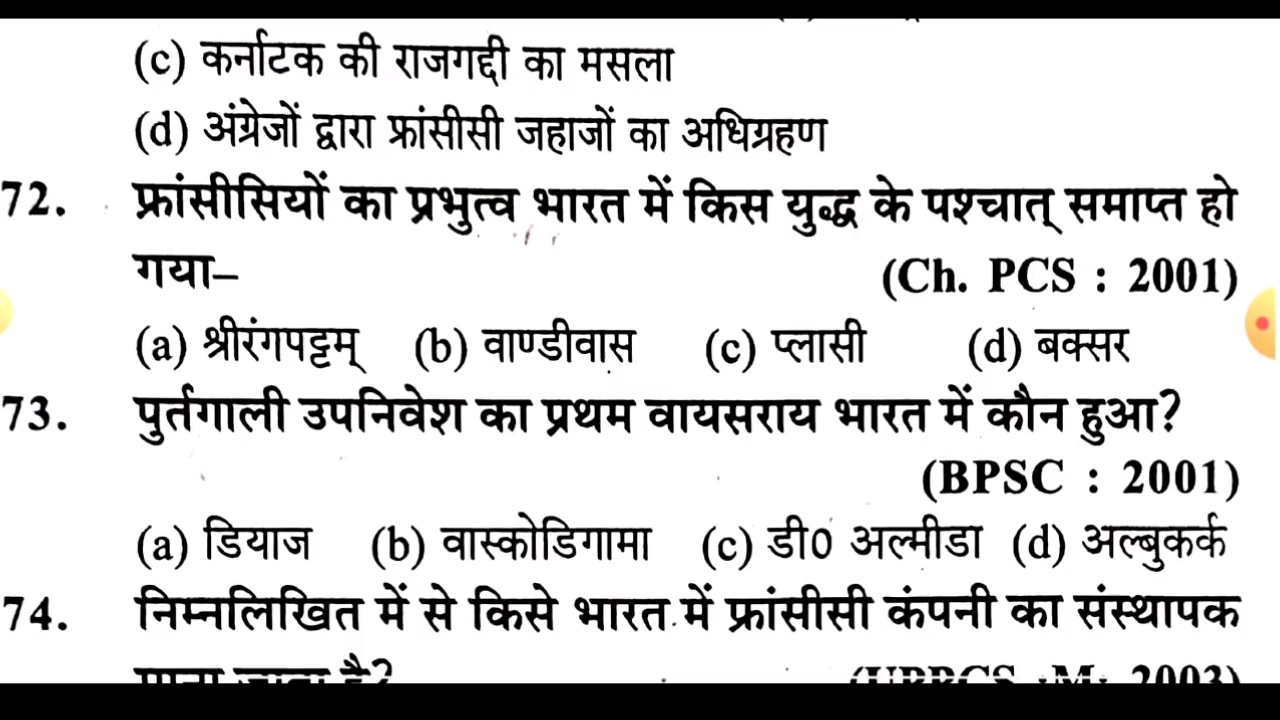 (c) कर्नाटक की राजगद्दी का मसला
(d) अंग्रेजों द्वारा फ्रांसीसी जहाजों का अधिग्रहण
72. फ्रांसीसियों का प्रभुत्व भारत में किस युद्ध के पश्चात् समाप्त हो
गया– (Ch. PCS : 2001)
(a) श्रीरंगपट्टम् (b) वाण्डीवास (c) प्लासी (d) बक्सर
73. पुर्तगाली उपनिवेश का प्रथम वायसराय भारत में कौन हुआ?
(BPSC : 2001)
(a) डियाज (b) वास्कोडिगामा (c) डी0 अल्मीडा (d) अल्बुकर्क
74. निम्नलिखित में से किसे भारत में फ्रांसीसी कंपनी का संस्थापक